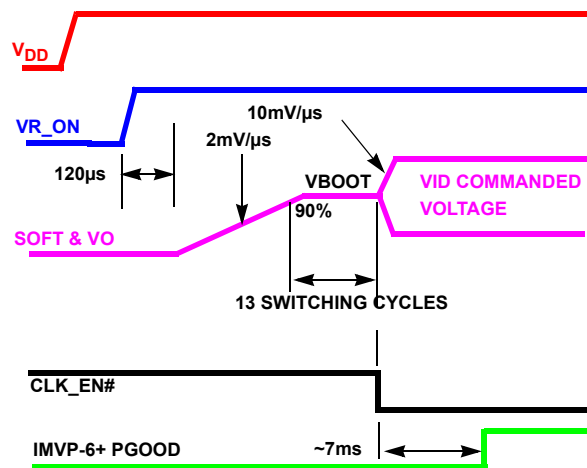 VDD
VR_ON
10mV/µs
2mV/µs
120µs
VBOOT
VID COMMANDED
VOLTAGE
90%
SOFT & VO
13 SWITCHING CYCLES
CLK_EN#
IMVP-6+ PGOOD
~7ms